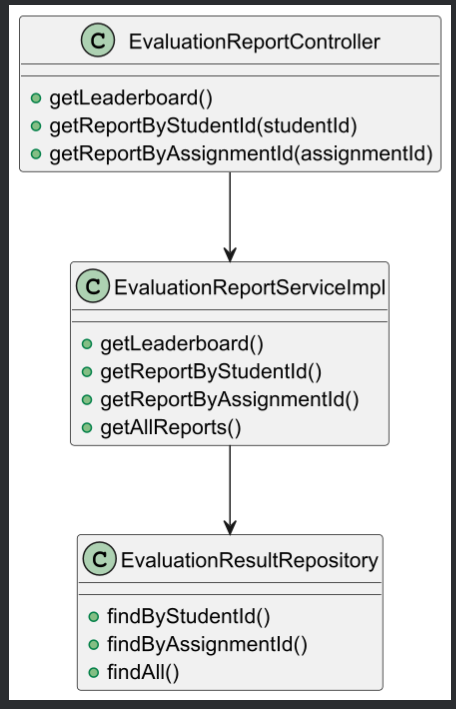 C EvaluationReportController
getLeaderboard()
getReportByStudentId(studentId)
getReportByAssignmentId(assignmentId)
C EvaluationReportServiceImpl
getLeaderboard()
getReportByStudentId()
getReportByAssignmentId()
getAllReports()
C EvaluationResultRepository
findByStudentId()
findByAssignmentId()
findAll()